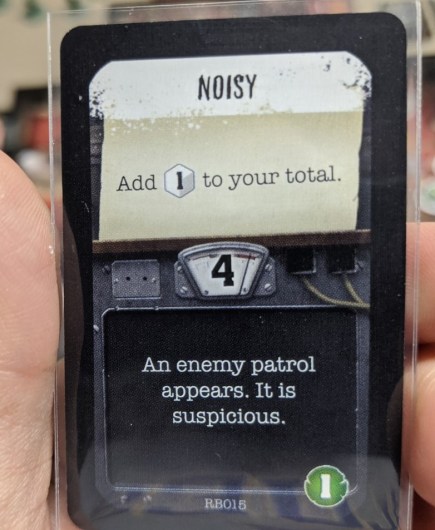 NOISY
Add 1 to your total.
4
An enemy patrol
appears. It is
suspicious.
1
RB015